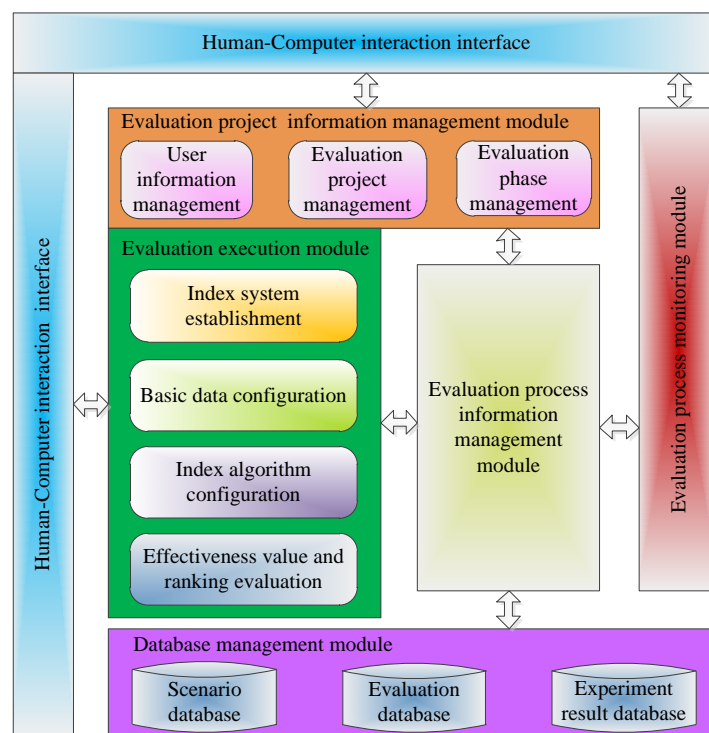 Human-Computer interaction interface
Human-Computer interaction interface
Evaluation project information management module
User
information
management
Evaluation
project
management
Evaluation
phase
management
Evaluation execution module
Index system
establishment
Basic data configuration
Index algorithm
configuration
Effectiveness value and
ranking evaluation
Evaluation process
information
management
module
Evaluation process monitoring module
Database management module
Scenario
database
Evaluation
database
Experiment
result database